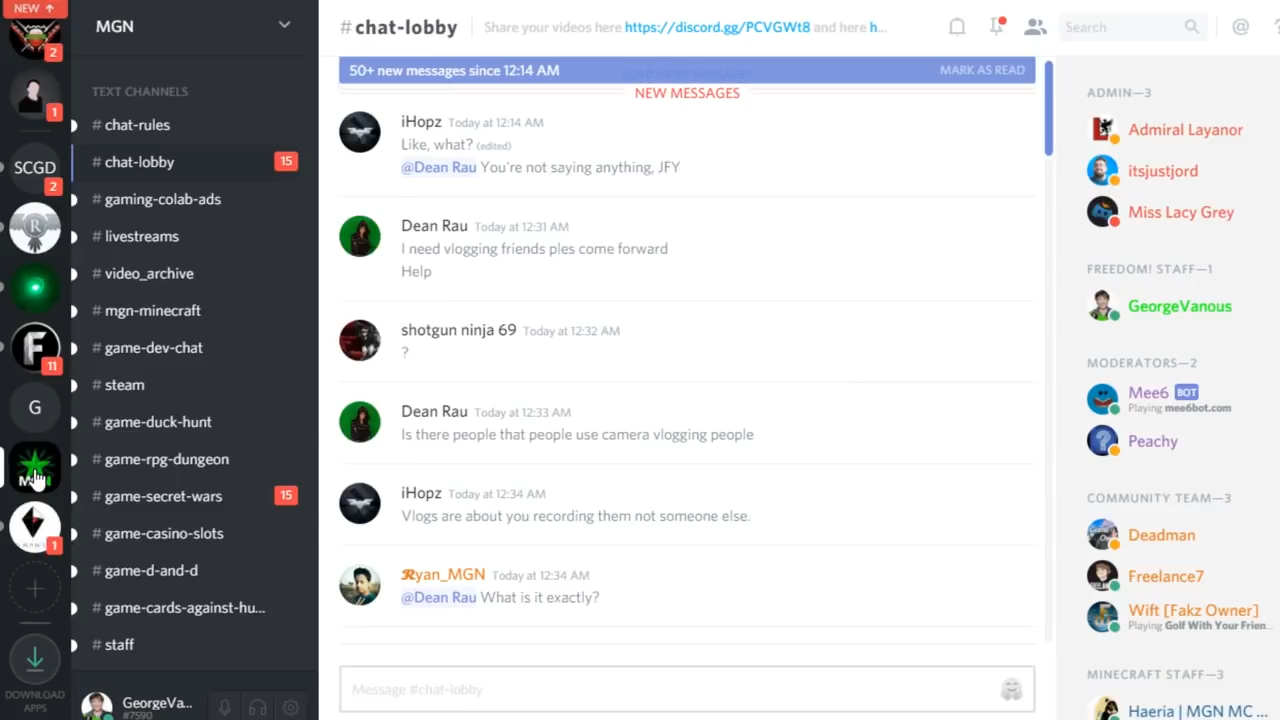 NEW ↑
2
1
SCGD
2
R
F
11
G
MGN
1
+
DOWNLOAD
APPS
MGN
TEXT CHANNELS
# chat-rules
# chat-lobby 15
# gaming-colab-ads
# livestreams
# video_archive
# mgn-minecraft
# game-dev-chat
# steam
# game-duck-hunt
# game-rpg-dungeon
# game-secret-wars 15
# game-casino-slots
# game-d-and-d
# game-cards-against-hu...
# staff
GeorgeVa...
#7590
# chat-lobby Share your videos here https://discord.gg/PCVGWt8 and here h...
Search
@
50+ new messages since 12:14 AM MARK AS READ
NEW MESSAGES
iHopz Today at 12:14 AM
Like, what? (edited)
@Dean Rau You're not saying anything, JFY
Dean Rau Today at 12:31 AM
I need vlogging friends ples come forward
Help
shotgun ninja 69 Today at 12:32 AM
?
Dean Rau Today at 12:33 AM
Is there people that people use camera vlogging people
iHopz Today at 12:34 AM
Vlogs are about you recording them not someone else.
Ryan_MGN Today at 12:34 AM
@Dean Rau What is it exactly?
Message #chat-lobby
ADMIN—3
Admiral Layanor
itsjustjord
Miss Lacy Grey
FREEDOM! STAFF—1
GeorgeVanous
MODERATORS—2
Mee6 BOT
Playing mee6bot.com
Peachy
COMMUNITY TEAM—3
Deadman
Freelance7
Wift [Fakz Owner]
Playing Golf With Your Frien...
MINECRAFT STAFF—3
Haeria | MGN MC ...